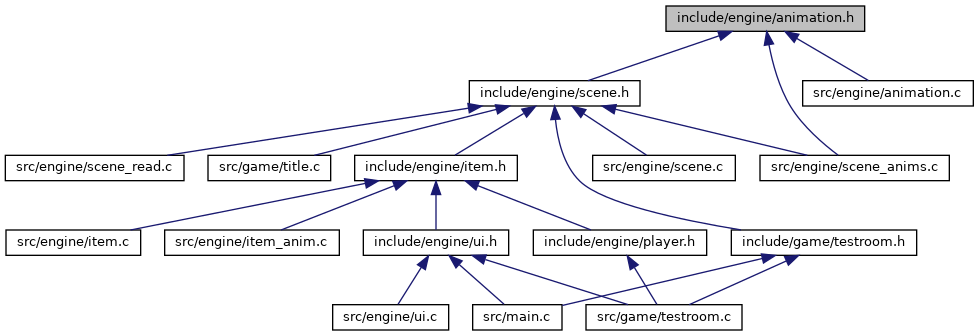 include/engine/animation.h
include/engine/scene.h
src/engine/animation.c
src/engine/scene_read.c
src/game/title.c
include/engine/item.h
src/engine/scene.c
src/engine/scene_anims.c
src/engine/item.c
src/engine/item_anim.c
include/engine/ui.h
include/engine/player.h
include/game/testroom.h
src/engine/ui.c
src/main.c
src/game/testroom.c